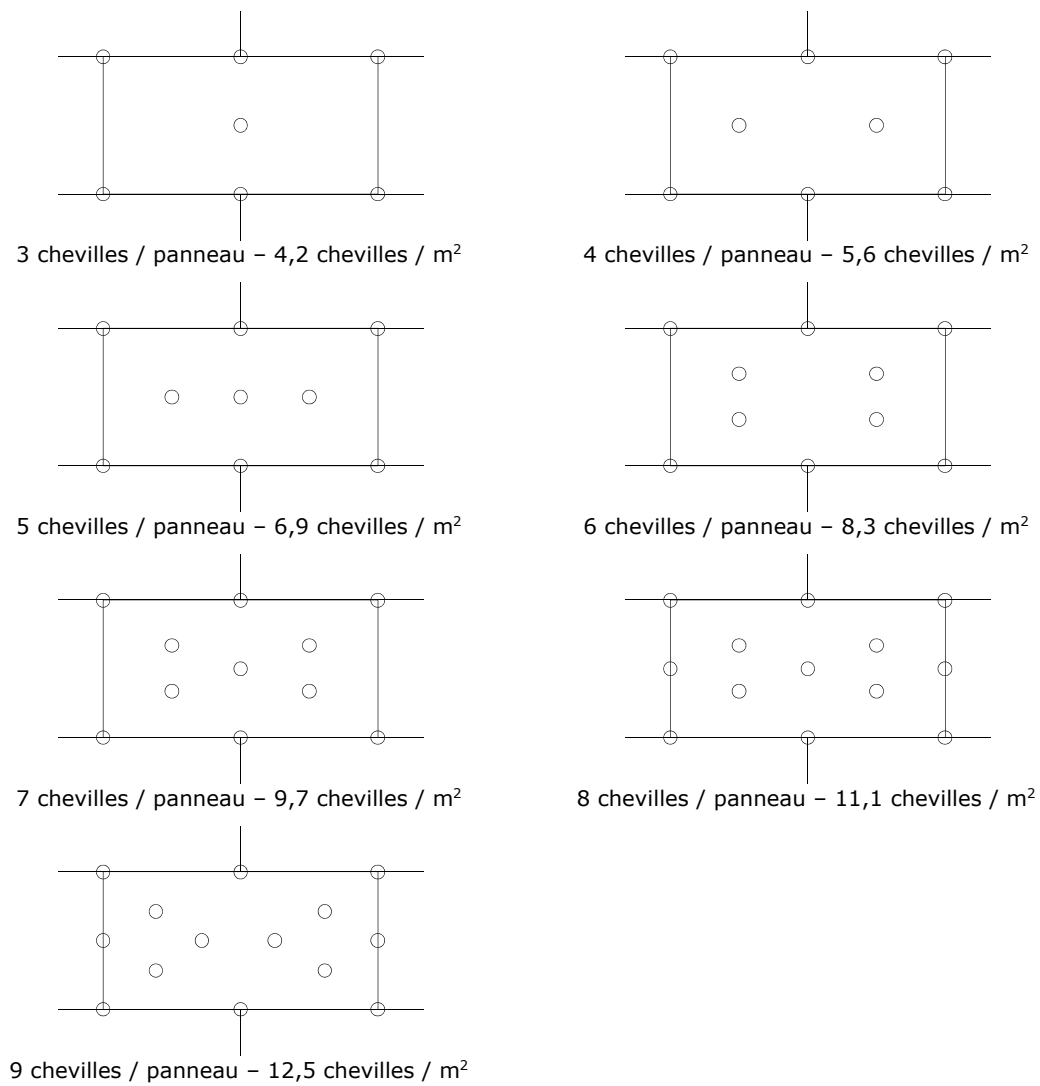 3 chevilles / panneau – 4,2 chevilles / m²
4 chevilles / panneau – 5,6 chevilles / m²
5 chevilles / panneau – 6,9 chevilles / m²
6 chevilles / panneau – 8,3 chevilles / m²
7 chevilles / panneau – 9,7 chevilles / m²
8 chevilles / panneau – 11,1 chevilles / m²
9 chevilles / panneau – 12,5 chevilles / m²